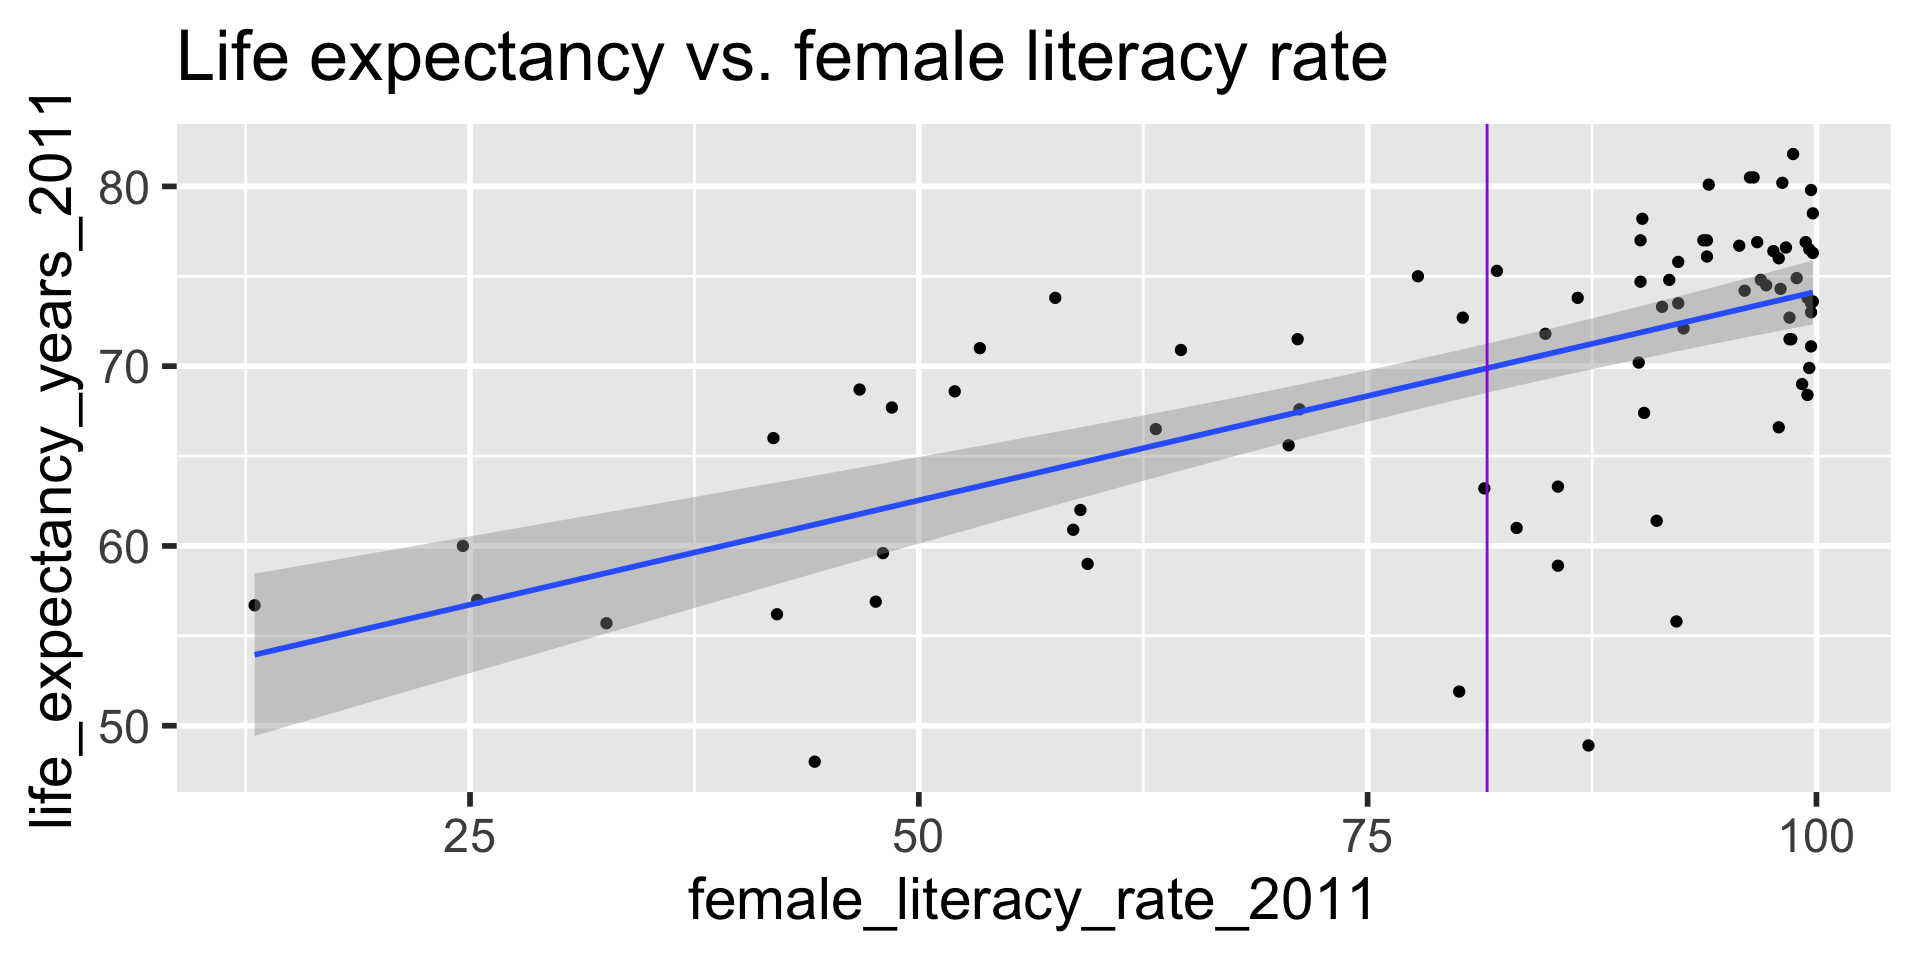 Life expectancy vs. female literacy rate
life_expectancy_years_2011
80
70
60
50
25 50 75 100
female_literacy_rate_2011